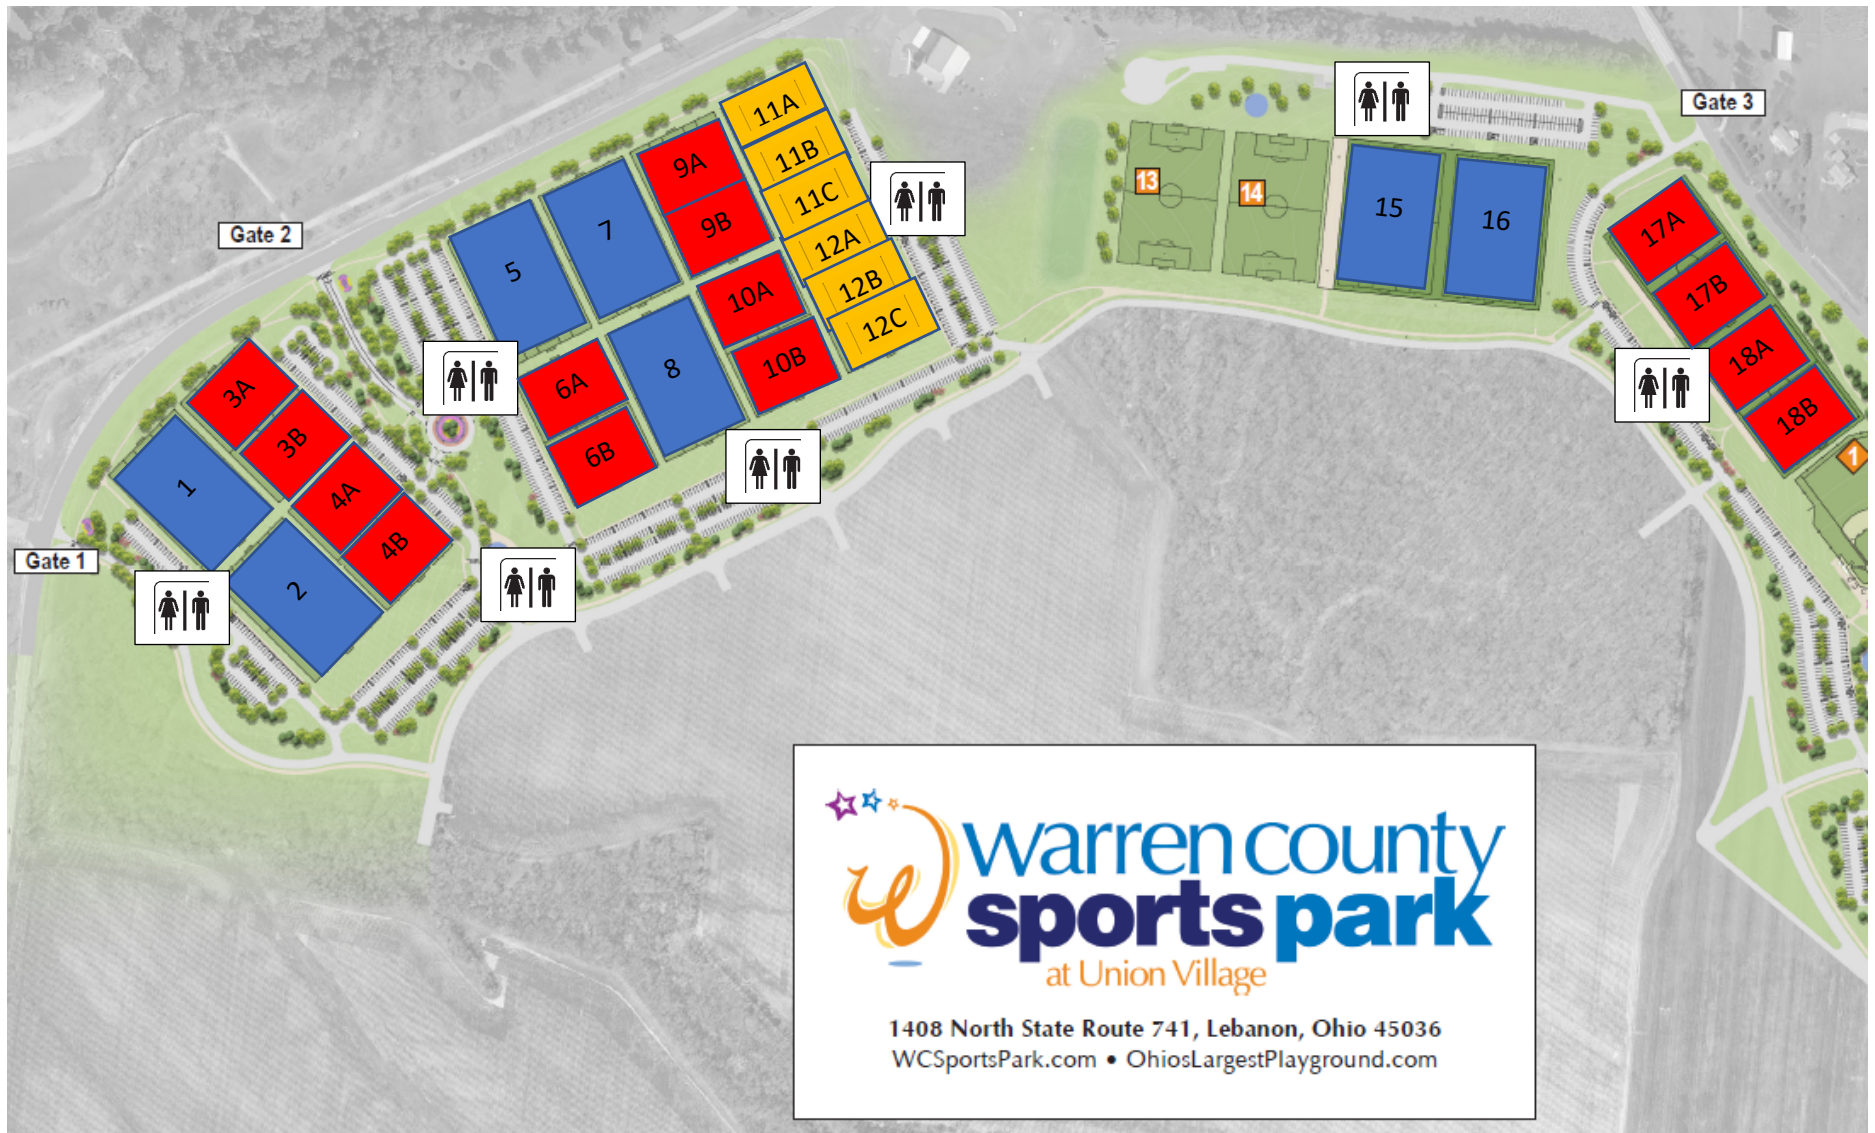 Gate 1
Gate 2
Gate 3
1
2
3A
3B
4A
4B
5
6A
6B
7
8
9A
9B
10A
10B
11A
11B
11C
12A
12B
12C
13
14
15
16
17A
17B
18A
18B
1
warren county
sports park
at Union Village
1408 North State Route 741, Lebanon, Ohio 45036
WCSportsPark.com • OhiosLargestPlayground.com